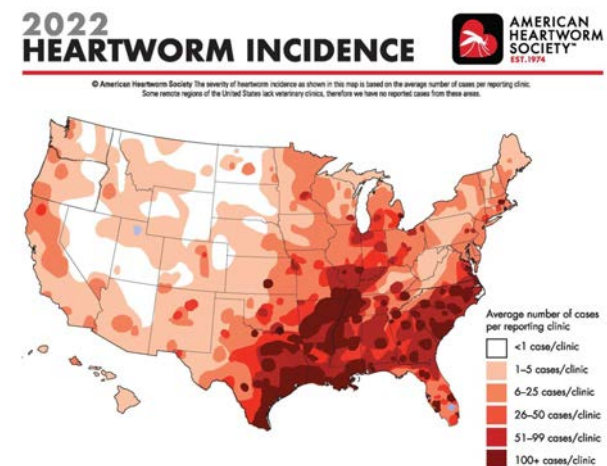 2022
HEARTWORM INCIDENCE
AMERICAN
HEARTWORM
SOCIETY™
EST.1974
© American Heartworm Society The severity of heartworm incidence as shown in this map is based on the average number of cases per reporting clinic.
Some remote regions of the United States lack veterinary clinics, therefore we have no reported cases from these areas.
Average number of cases
per reporting clinic
<1 case/clinic
1–5 cases/clinic
6–25 cases/clinic
26–50 cases/clinic
51–99 cases/clinic
100+ cases/clinic